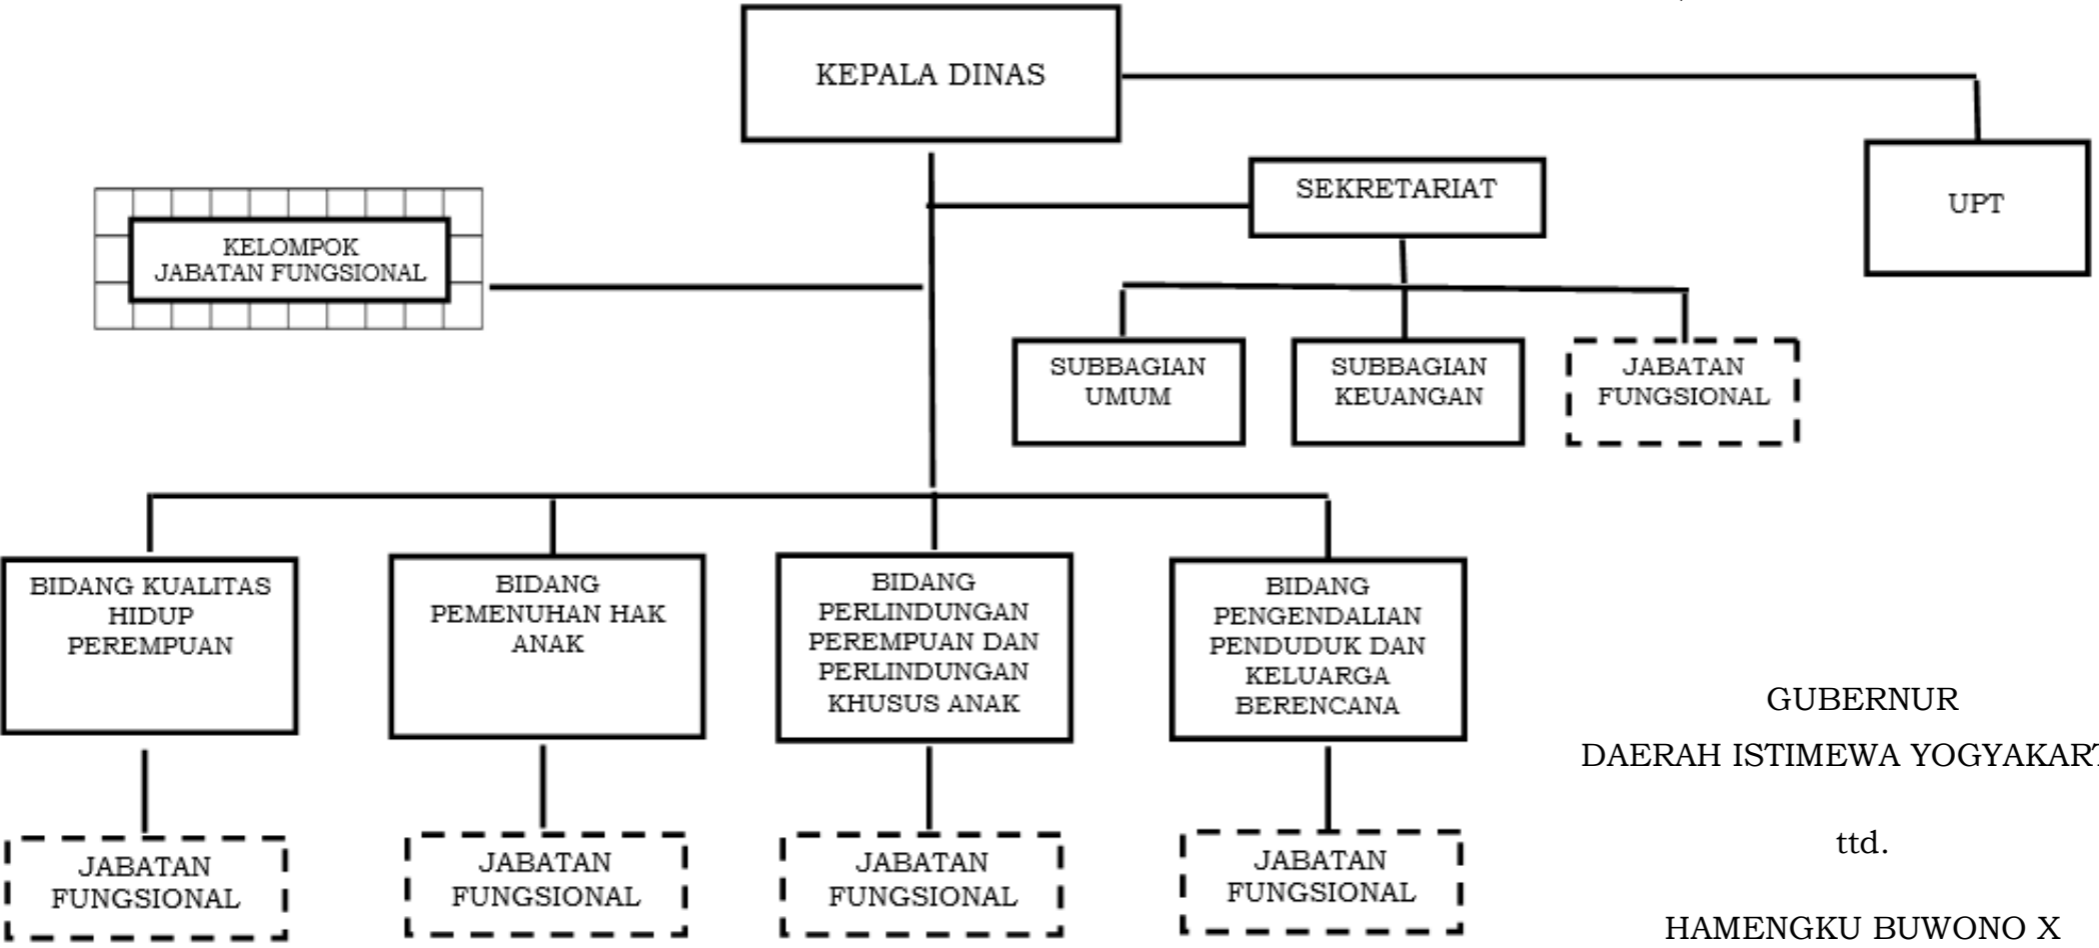 KEPALA DINAS
SEKRETARIAT
UPT
KELOMPOK
JABATAN FUNGSIONAL
SUBBAGIAN
UMUM
SUBBAGIAN
KEUANGAN
JABATAN
FUNGSIONAL
BIDANG KUALITAS
HIDUP
PEREMPUAN
BIDANG
PEMENUHAN HAK
ANAK
BIDANG
PERLINDUNGAN
PEREMPUAN DAN
PERLINDUNGAN
KHUSUS ANAK
BIDANG
PENGENDALIAN
PENDUDUK DAN
KELUARGA
BERENCANA
JABATAN
FUNGSIONAL
JABATAN
FUNGSIONAL
JABATAN
FUNGSIONAL
JABATAN
FUNGSIONAL
GUBERNUR
DAERAH ISTIMEWA YOGYAKART
ttd.
HAMENGKU BUWONO X